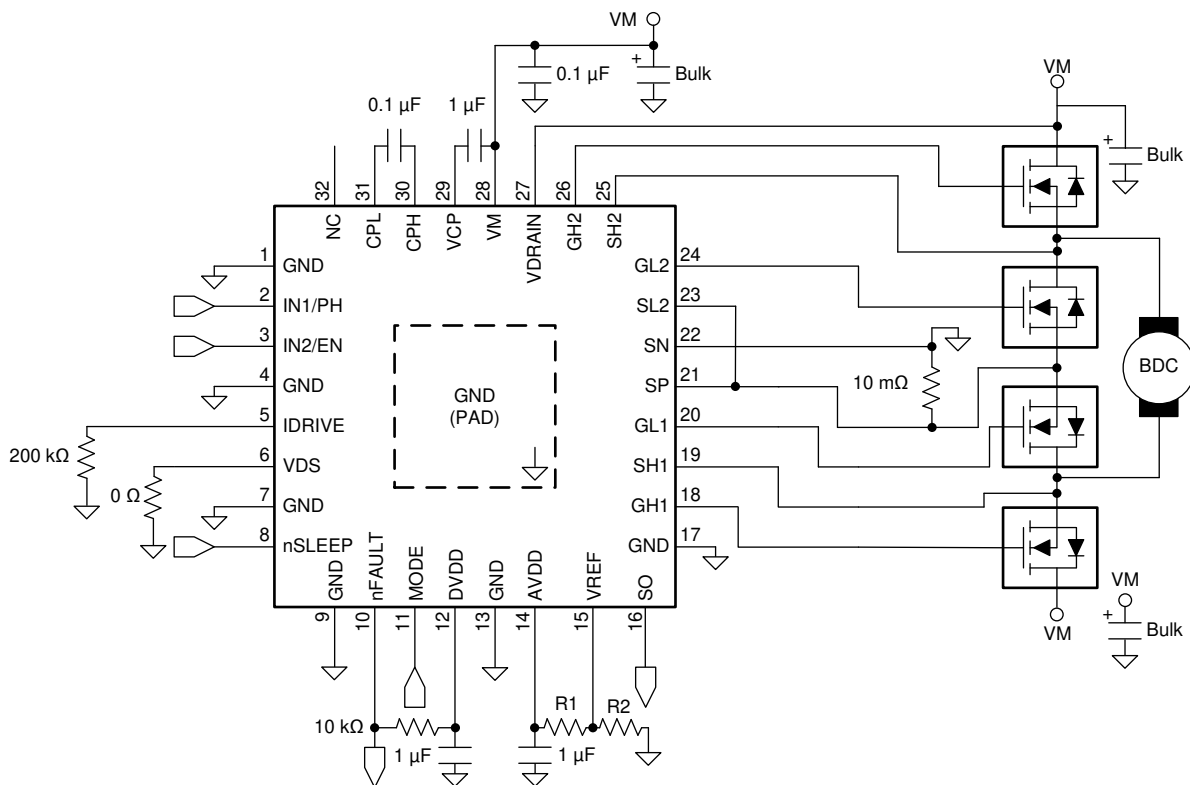 VM
0.1 µF
+
Bulk
VM
0.1 µF
1 µF
+
Bulk
32
31
30
29
28
27
26
25
NC
CPL
CPH
VCP
VM
VDRAIN
GH2
SH2
1
GND
2
IN1/PH
3
IN2/EN
4
GND
5
IDRIVE
6
VDS
7
GND
8
nSLEEP
200 kΩ
0 Ω
GND
(PAD)
GL2
24
SL2
23
SN
22
SP
21
GL1
20
SH1
19
GH1
18
GND
17
10 mΩ
BDC
GND
nFAULT
MODE
DVDD
GND
AVDD
VREF
SO
9
10
11
12
13
14
15
16
VM
VM
+
Bulk
10 kΩ
1 µF
R1
R2
1 µF